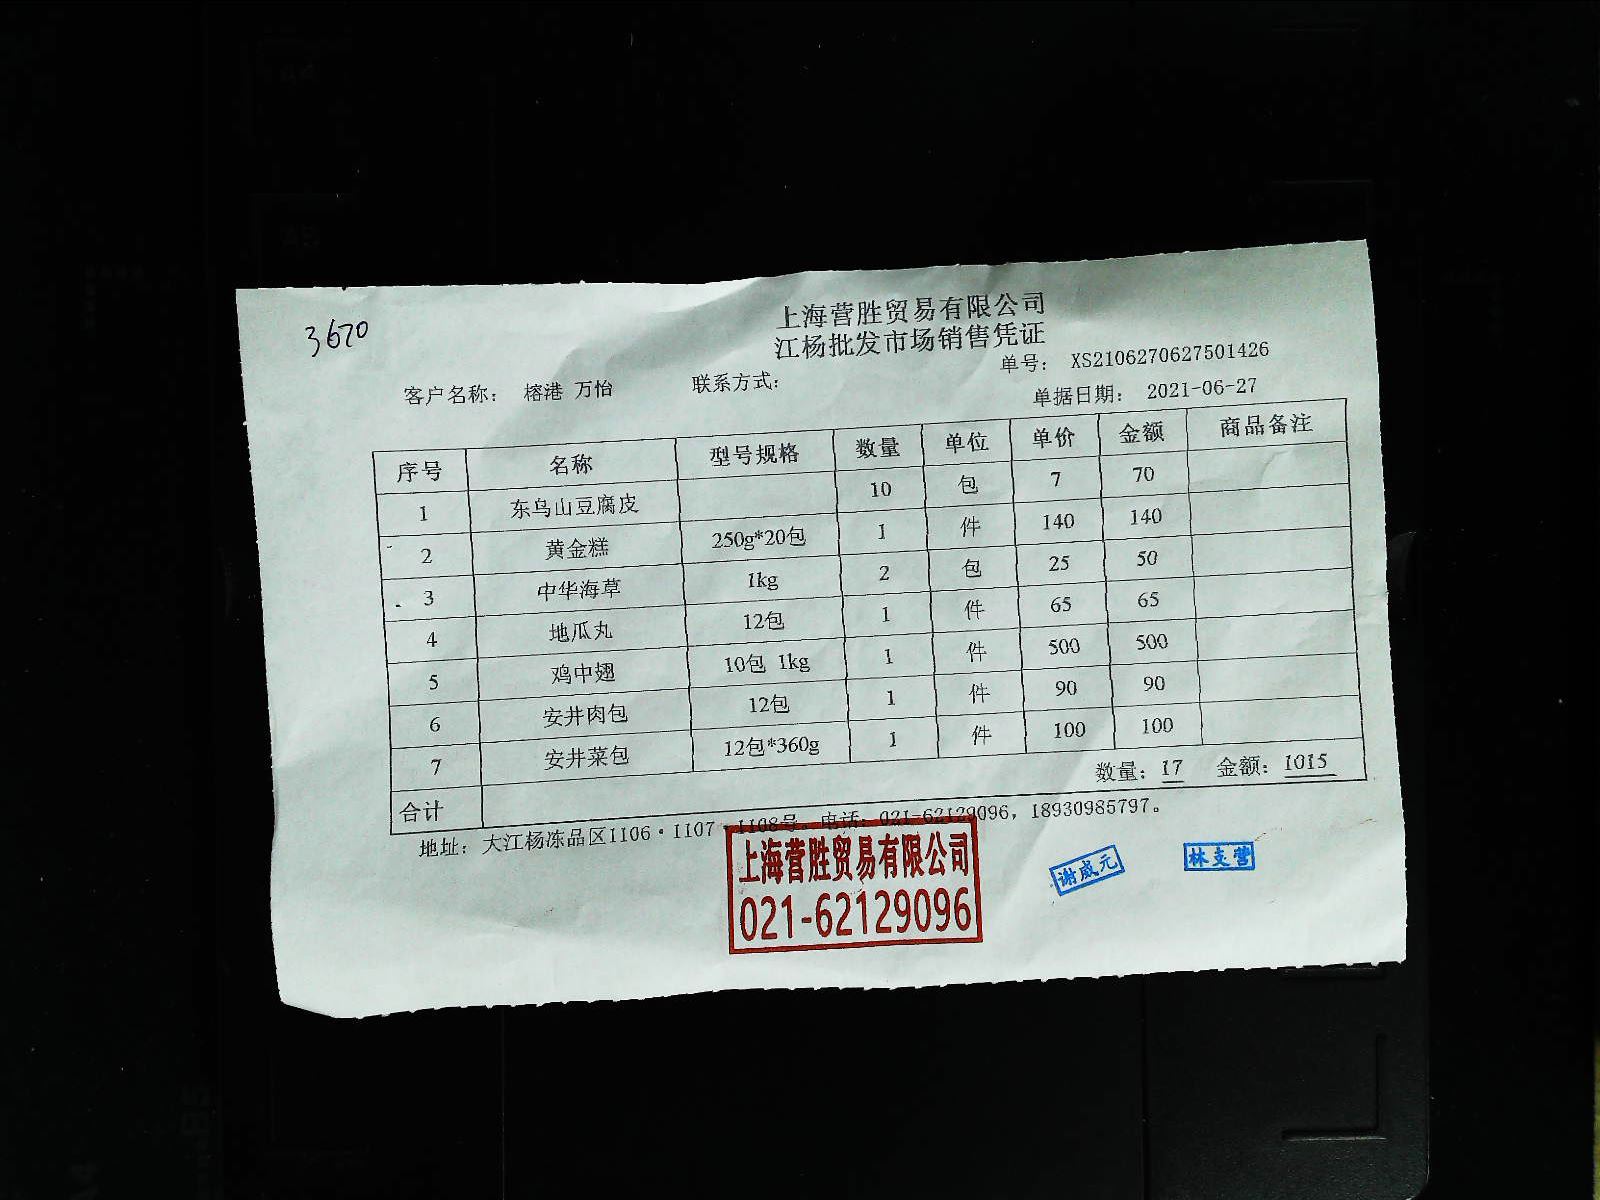 3670
上海营胜贸易有限公司
江杨批发市场销售凭证
单号： XS2106270627501426
客户名称： 榕港 万怡 联系方式： 单据日期： 2021-06-27
序号 名称 型号规格 数量 单位 单价 金额 商品备注
1 东鸟山豆腐皮 10 包 7 70
2 黄金糕 250g*20包 1 件 140 140
3 中华海草 1kg 2 包 25 50
4 地瓜丸 12包 1 件 65 65
5 鸡中翅 10包 1kg 1 件 500 500
6 安井肉包 12包 1 件 90 90
7 安井菜包 12包*360g 1 件 100 100
合计 数量：17 金额：1015
地址：大江杨冻品区1106·1107·1108号。电话：021-62129096，18930985797。
上海营胜贸易有限公司
021-62129096
谢威元
林支营